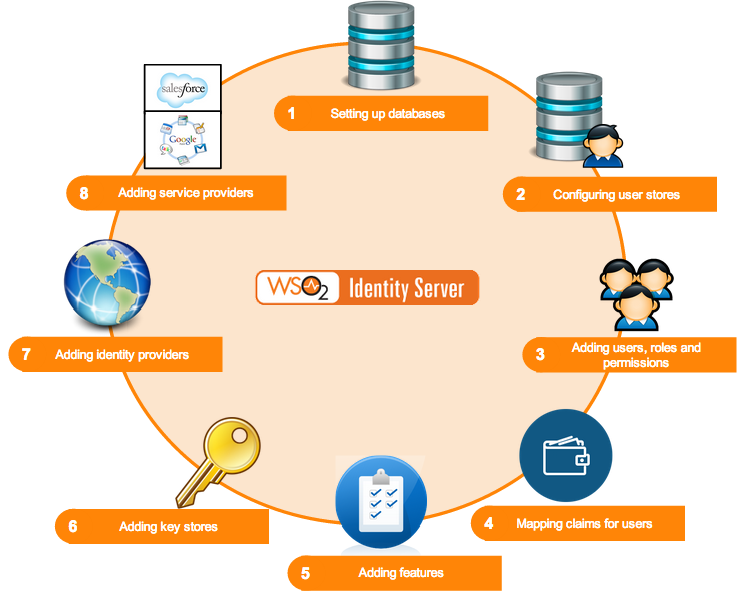 1 Setting up databases
2 Configuring user stores
3 Adding users, roles and
permissions
4 Mapping claims for users
5 Adding features
6 Adding key stores
7 Adding identity providers
8 Adding service providers
salesforce
Google
WSO2 Identity Server